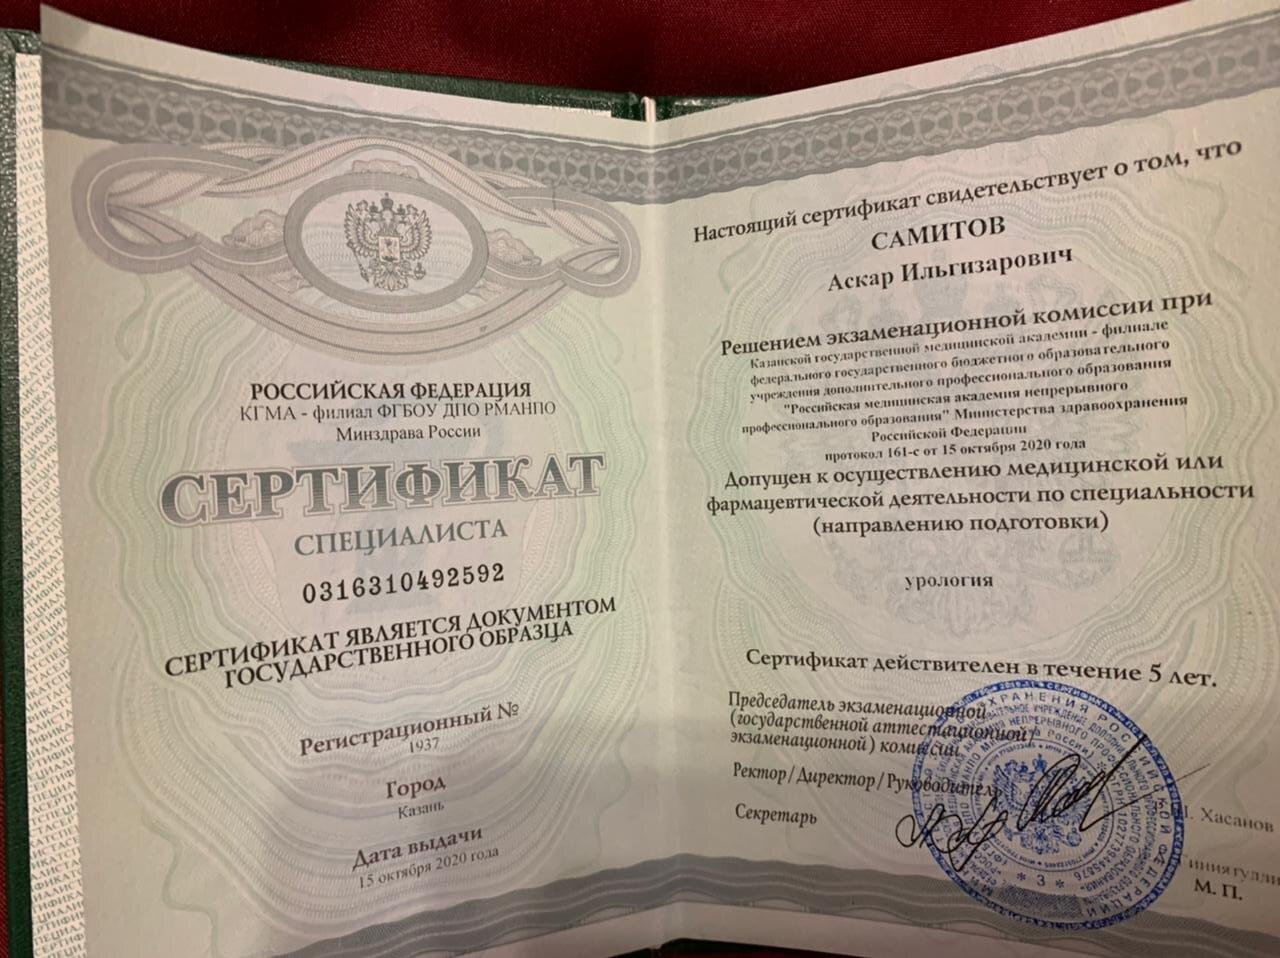 РОССИЙСКАЯ ФЕДЕРАЦИЯ
КГМА - филиал ФГБОУ ДПО РМАНПО
Минздрава России
СЕРТИФИКАТ
СПЕЦИАЛИСТА
0316310492592
СЕРТИФИКАТ ЯВЛЯЕТСЯ ДОКУМЕНТОМ
ГОСУДАРСТВЕННОГО ОБРАЗЦА
Регистрационный №
1937
Город
Казань
Дата выдачи
15 октября 2020 года
Настоящий сертификат свидетельствует о том, что
САМИТОВ
Аскар Ильгизарович
Решением экзаменационной комиссии при
Казанской государственной медицинской академии - филиале
федерального государственного бюджетного образовательного
учреждения дополнительного профессионального образования
"Российская медицинская академия непрерывного
профессионального образования" Министерства здравоохранения
Российской Федерации
протокол 161-с от 15 октября 2020 года
Допущен к осуществлению медицинской или
фармацевтической деятельности по специальности
(направлению подготовки)
урология
Сертификат действителен в течение 5 лет.
Председатель экзаменационной
(государственной аттестационной/
экзаменационной) комиссии
Ректор/Директор/Руководитель
Хасанов
Секретарь
М. П.